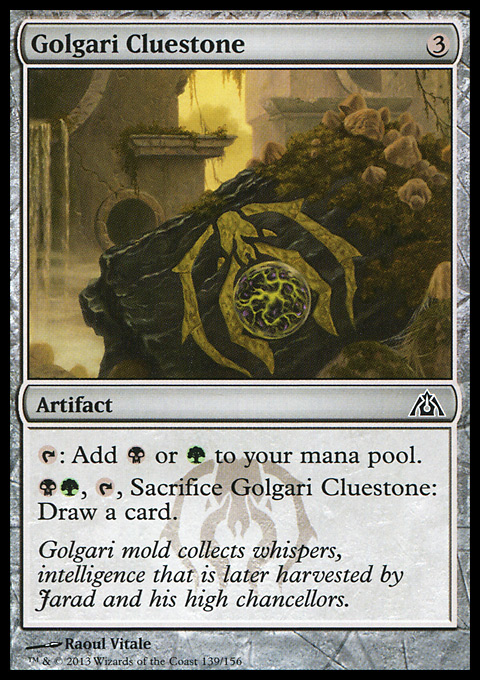 Golgari Cluestone 3
Artifact
: Add or to your mana pool.
, , Sacrifice Golgari Cluestone:
Draw a card.
Golgari mold collects whispers,
intelligence that is later harvested by
Jarad and his high chancellors.
Raoul Vitale
™ & © 2013 Wizards of the Coast 139/156